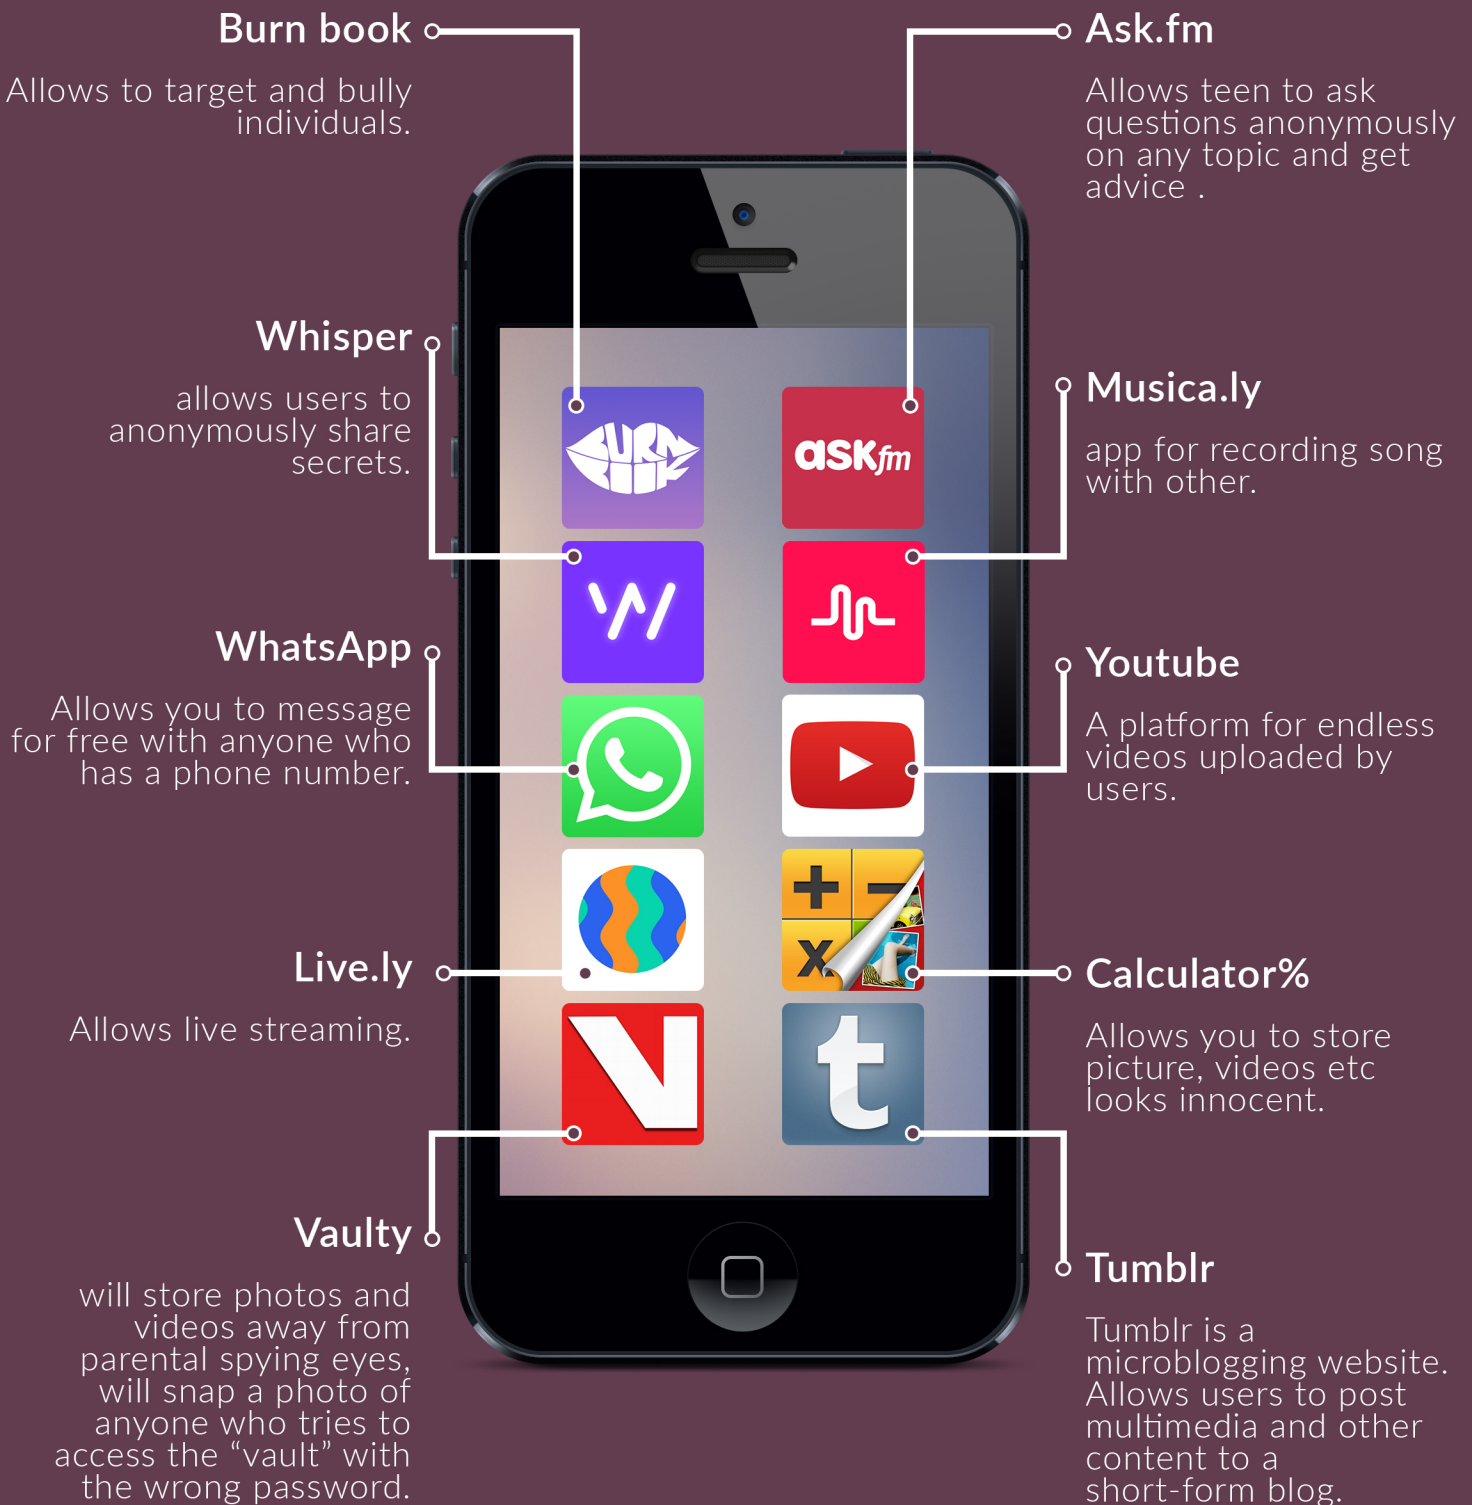 Burn book
Allows to target and bully
individuals.
Ask.fm
Allows teen to ask
questions anonymously
on any topic and get
advice .
Whisper
allows users to
anonymously share
secrets.
Musica.ly
app for recording song
with other.
WhatsApp
Allows you to message
for free with anyone who
has a phone number.
Youtube
A platform for endless
videos uploaded by
users.
Live.ly
Allows live streaming.
Calculator%
Allows you to store
picture, videos etc
looks innocent.
Vaulty
will store photos and
videos away from
parental spying eyes,
will snap a photo of
anyone who tries to
access the “vault” with
the wrong password.
Tumblr
Tumblr is a
microblogging website.
Allows users to post
multimedia and other
content to a
short-form blog.
BURN
BOOK
ASKfm
W
+ −
x
V
t